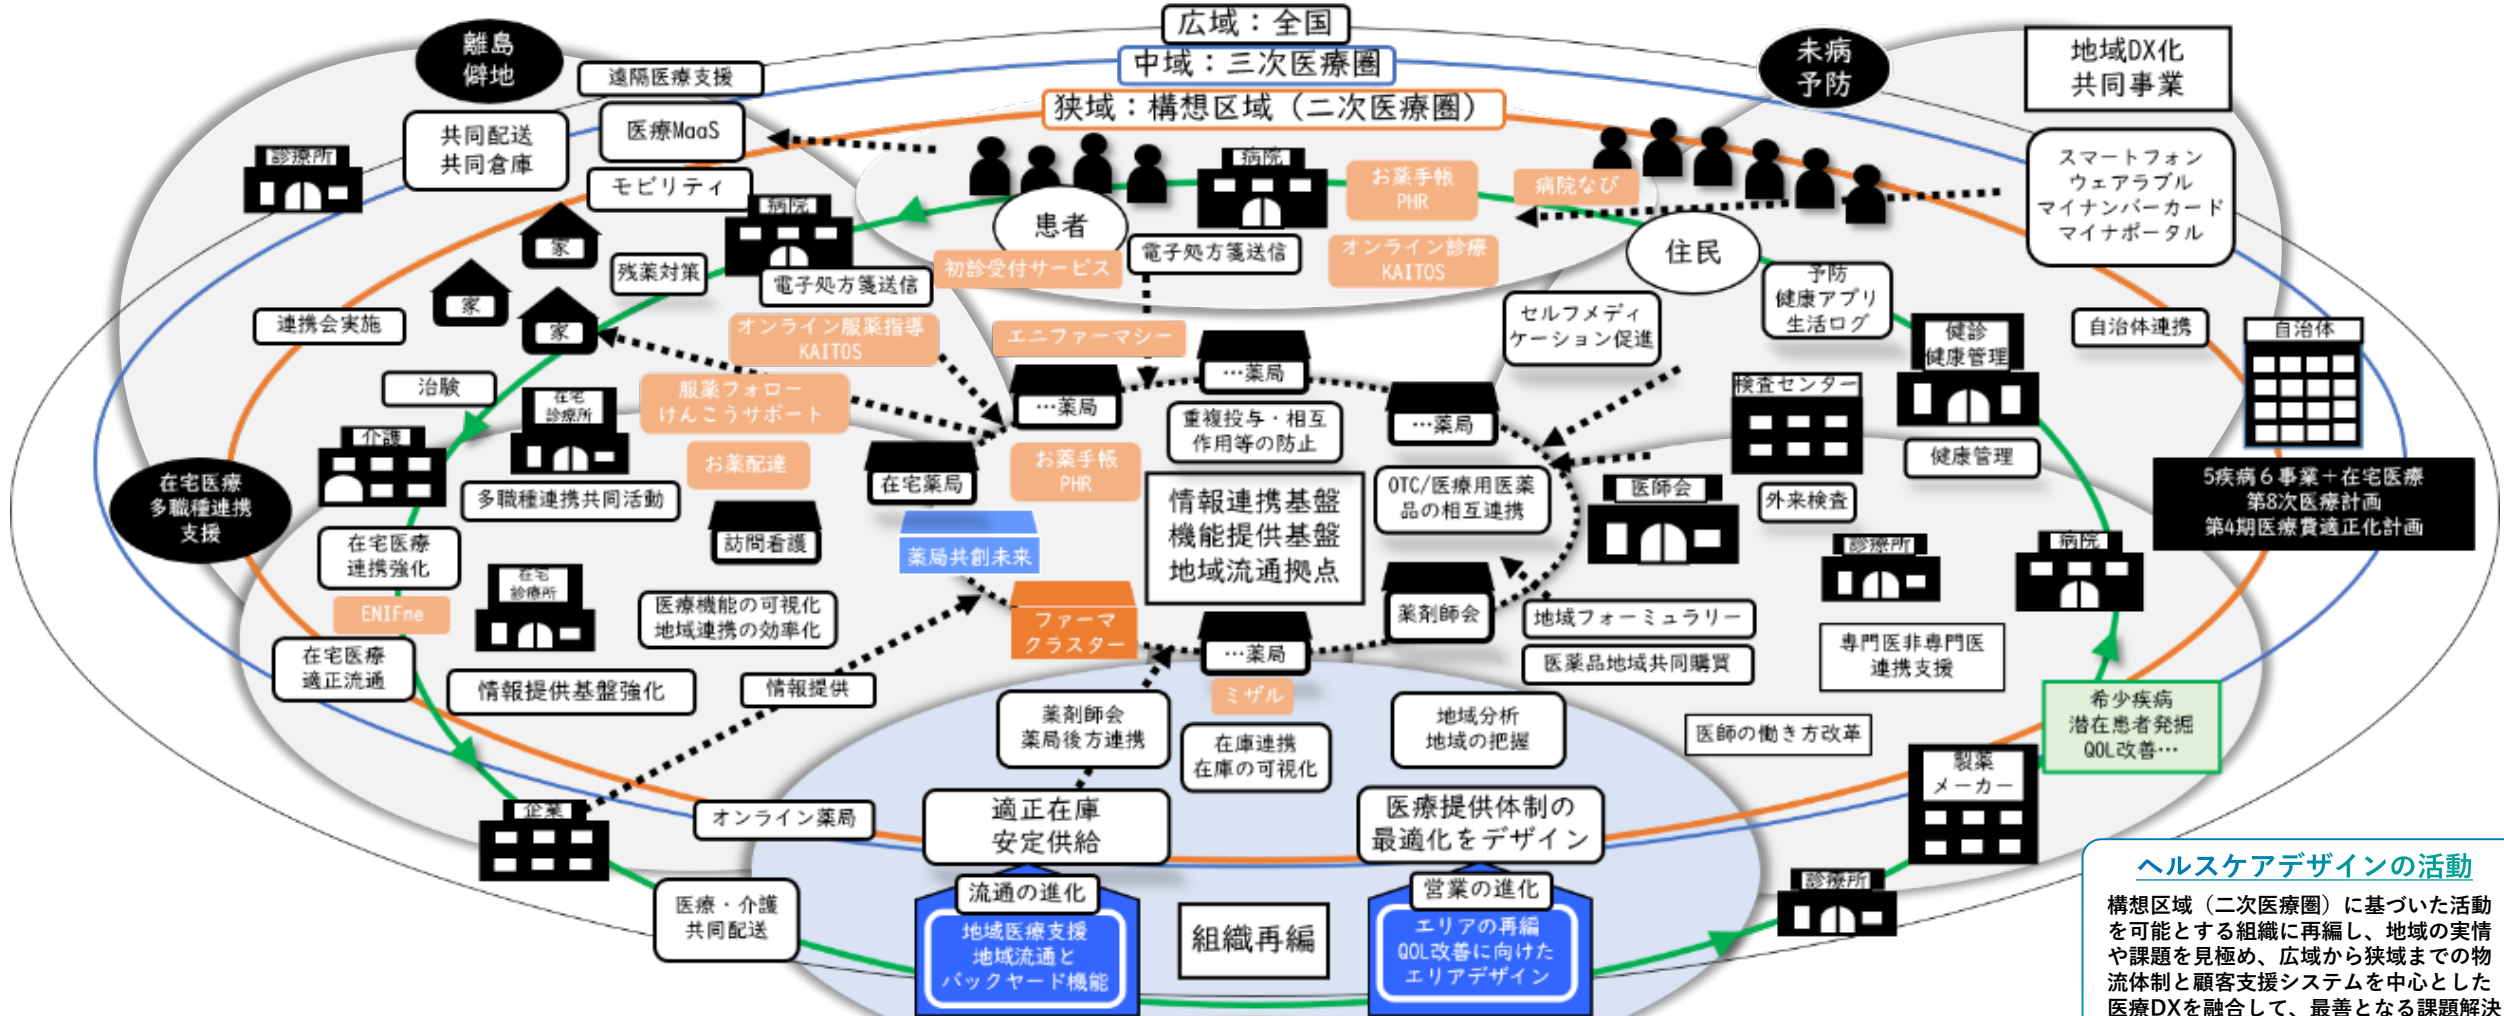 広域：全国
中域：三次医療圏
狭域：構想区域（二次医療圏）
離島
僻地
遠隔医療支援
共同配送
共同倉庫
医療MaaS
モビリティ
診療所
病院
電子処方箋送信
残薬対策
家
家
家
連携会実施
治験
介護
在宅
診療所
多職種連携共同活動
在宅医療
多職種連携
支援
在宅医療
連携強化
ENIFme
在宅
診療所
在宅医療
適正流通
情報提供基盤強化
医療機能の可視化
地域連携の効率化
情報提供
訪問看護
お薬配達
服薬フォロー
けんこうサポート
オンライン服薬指導
KAITOS
患者
初診受付サービス
病院
電子処方箋送信
お薬手帳
PHR
オンライン診療
KAITOS
病院なび
住民
未病
予防
地域DX化
共同事業
スマートフォン
ウェアラブル
マイナンバーカード
マイナポータル
予防
健康アプリ
生活ログ
セルフメディ
ケーション促進
健診
健康管理
自治体連携
自治体
検査センター
健康管理
外来検査
医師会
診療所
病院
5疾病６事業＋在宅医療
第8次医療計画
第4期医療費適正化計画
エニファーマシー
…薬局
…薬局
…薬局
重複投与・相互
作用等の防止
在宅薬局
お薬手帳
PHR
情報連携基盤
機能提供基盤
地域流通拠点
OTC/医療用医薬
品の相互連携
薬局共創未来
ファーマ
クラスター
…薬局
薬剤師会
地域フォーミュラリー
医薬品地域共同購買
専門医非専門医
連携支援
医師の働き方改革
希少疾病
潜在患者発掘
QOL改善…
製薬
メーカー
診療所
ミザル
薬剤師会
薬局後方連携
在庫連携
在庫の可視化
地域分析
地域の把握
企業
オンライン薬局
適正在庫
安定供給
医療提供体制の
最適化をデザイン
医療・介護
共同配送
流通の進化
地域医療支援
地域流通と
バックヤード機能
組織再編
営業の進化
エリアの再編
QOL改善に向けた
エリアデザイン
ヘルスケアデザインの活動
構想区域（二次医療圏）に基づいた活動
を可能とする組織に再編し、地域の実情
や課題を見極め、広域から狭域までの物
流体制と顧客支援システムを中心とした
医療DXを融合して、最善となる課題解決